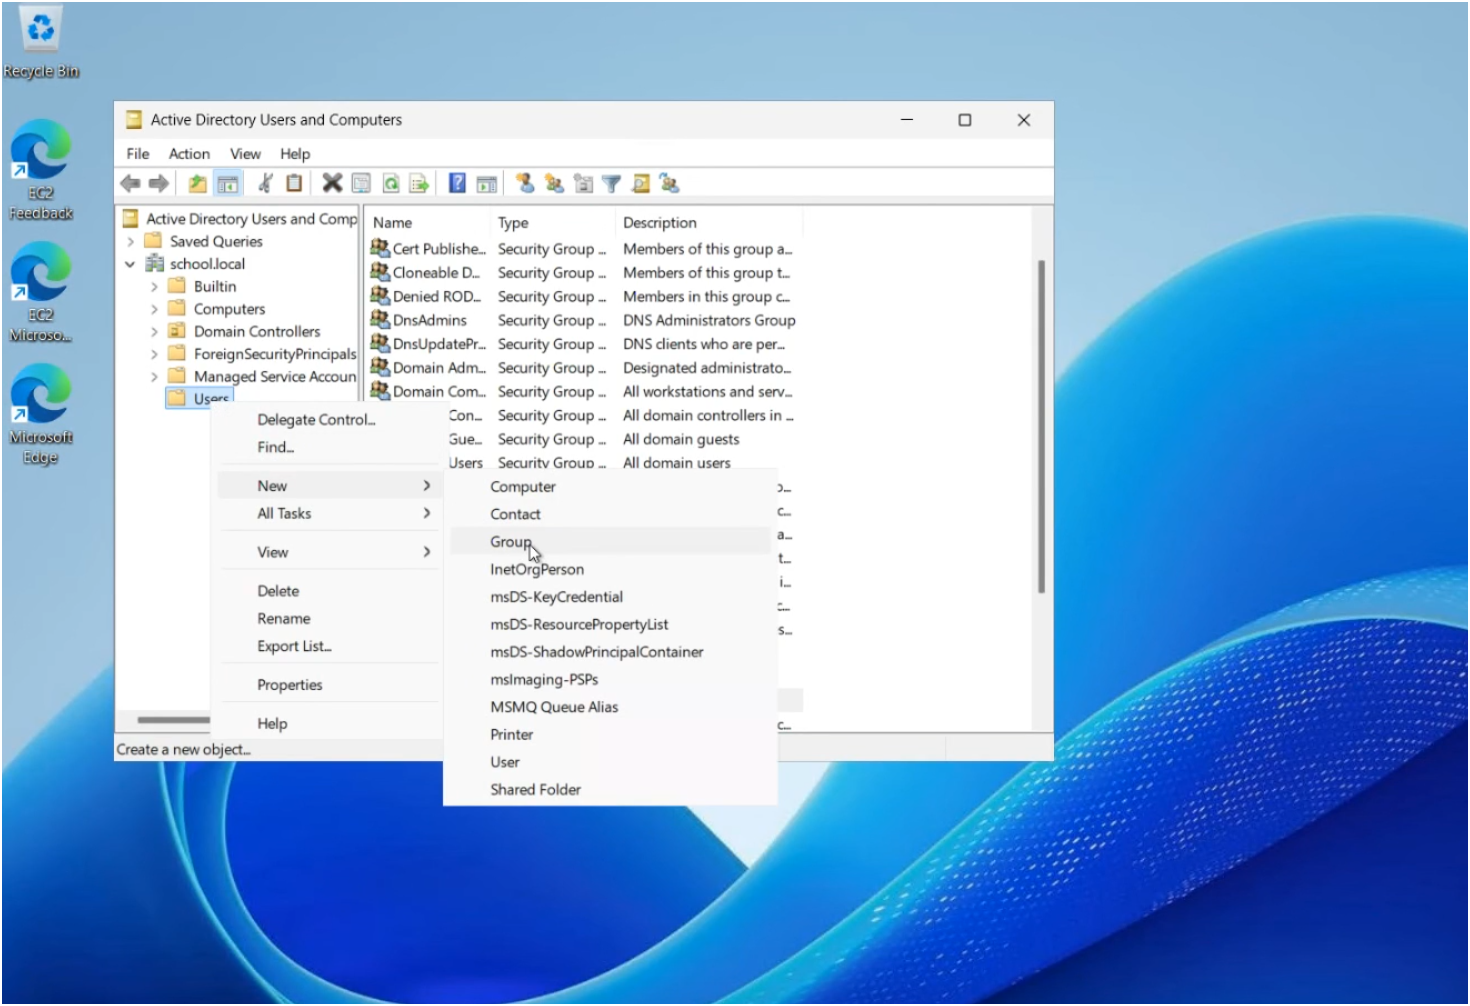 Recycle Bin
EC2
Feedback
EC2
Microso...
Microsoft
Edge
Active Directory Users and Computers
File Action View Help
Active Directory Users and Comp
Saved Queries
school.local
Builtin
Computers
Domain Controllers
ForeignSecurityPrincipals
Managed Service Accoun
Users
Name Type Description
Cert Publishe... Security Group ... Members of this group a...
Cloneable D... Security Group ... Members of this group t...
Denied ROD... Security Group ... Members in this group c...
DnsAdmins Security Group ... DNS Administrators Group
DnsUpdatePr... Security Group ... DNS clients who are per...
Domain Adm... Security Group ... Designated administrato...
Domain Com... Security Group ... All workstations and serv...
Con... Security Group ... All domain controllers in ...
Gue... Security Group ... All domain guests
Users Security Group ... All domain users
o...
c...
a...
t...
i...
c...
s...
c...
Delegate Control...
Find...
New
All Tasks
View
Delete
Rename
Export List...
Properties
Help
Computer
Contact
Group
InetOrgPerson
msDS-KeyCredential
msDS-ResourcePropertyList
msDS-ShadowPrincipalContainer
msImaging-PSPs
MSMQ Queue Alias
Printer
User
Shared Folder
Create a new object...